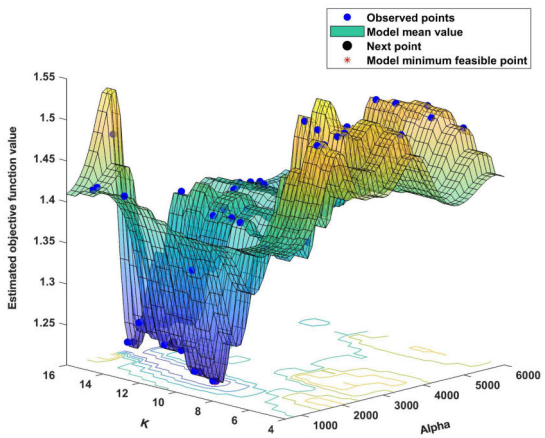 Observed points
Model mean value
Next point
Model minimum feasible point
1.55
1.5
1.45
1.4
1.35
1.3
1.25
Estimated objective function value
16
14
12
10
8
6
4
K
1000
2000
3000
4000
5000
6000
Alpha